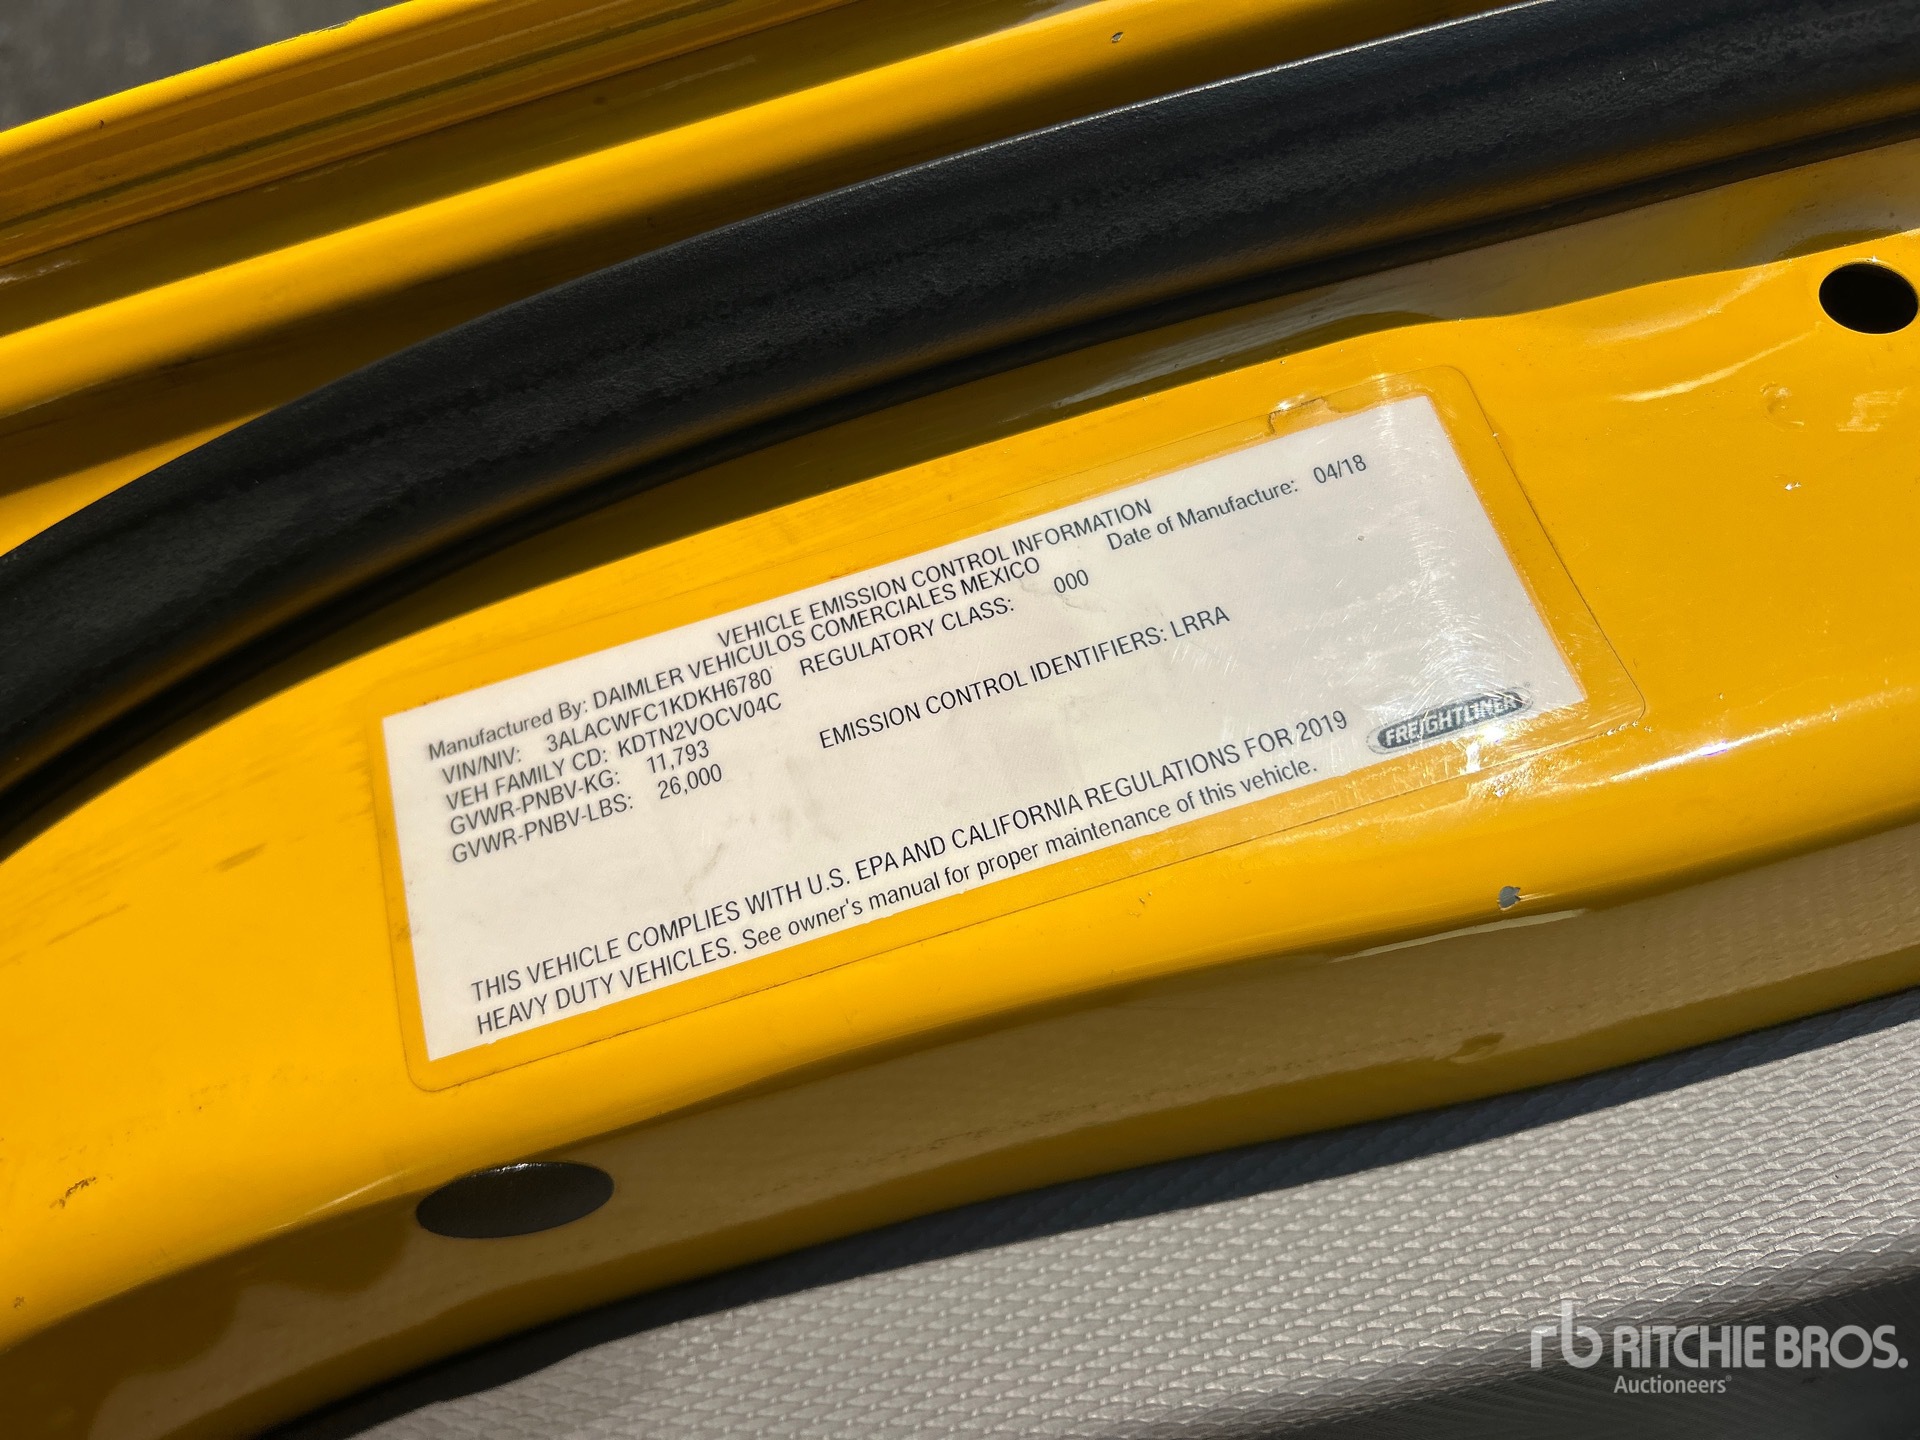 VEHICLE EMISSION CONTROL INFORMATION
Manufactured By: DAIMLER VEHICULOS COMERCIALES MEXICO Date of Manufacture: 04/18
VIN/NIV: 3ALACWFC1KDKH6780 REGULATORY CLASS: 000
VEH FAMILY CD: KDTN2VOCV04C
GVWR-PNBV-KG: 11,793 EMISSION CONTROL IDENTIFIERS: LRRA
GVWR-PNBV-LBS: 26,000
THIS VEHICLE COMPLIES WITH U.S. EPA AND CALIFORNIA REGULATIONS FOR 2019
HEAVY DUTY VEHICLES. See owner's manual for proper maintenance of this vehicle.
FREIGHTLINER
rb RITCHIE BROS.
Auctioneers